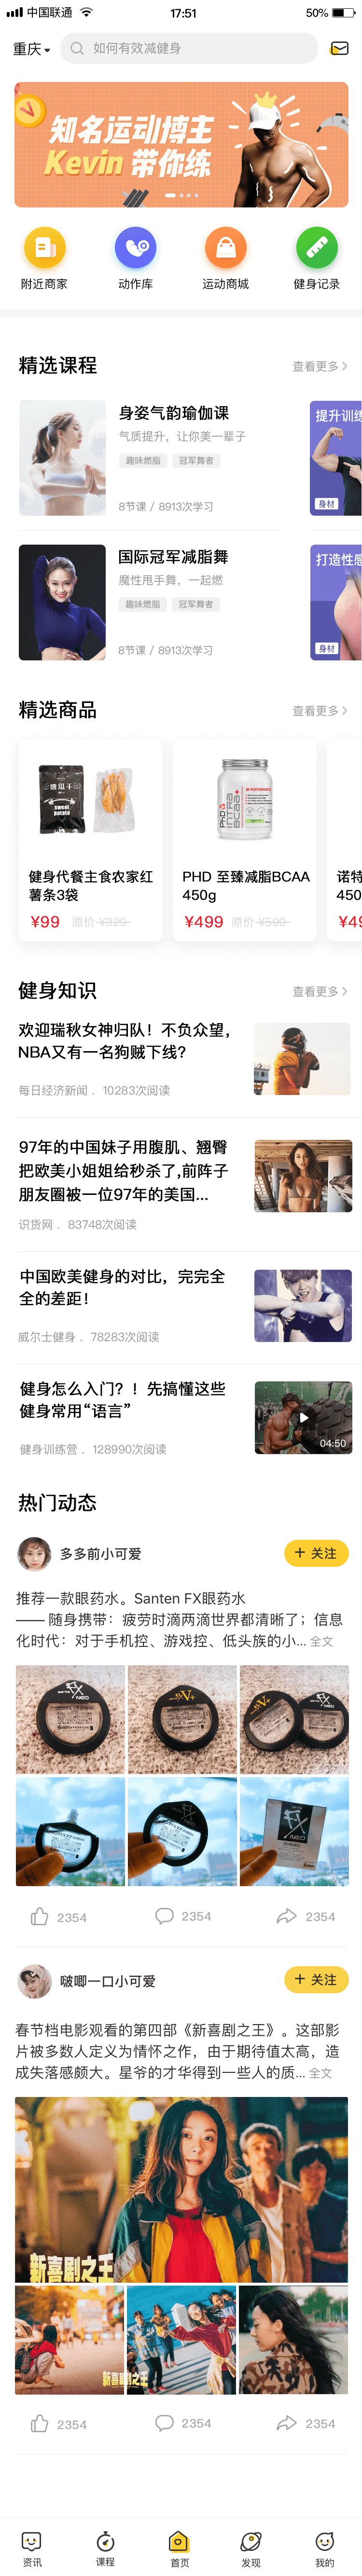 中国联通
17:51
50%
重庆
如何有效减健身
知名运动博主
Kevin 带你练
附近商家
动作库
运动商城
健身记录
精选课程
查看更多
身姿气韵瑜伽课
气质提升，让你美一辈子
趣味燃脂
冠军舞者
8节课 / 8913次学习
提升训练
身材
国际冠军减脂舞
魔性甩手舞，一起燃
趣味燃脂
冠军舞者
8节课 / 8913次学习
打造性感
身材
精选商品
查看更多
sweet
potato
健身代餐主食农家红
薯条3袋
¥99
原价 ¥329
PHD
INTRA
BCAA+
PHD 至臻减脂BCAA
450g
¥499
原价 ¥599
诺特
450
¥49
健身知识
查看更多
欢迎瑞秋女神归队！不负众望，
NBA又有一名狗贼下线？
每日经济新闻 .  10283次阅读
97年的中国妹子用腹肌、翘臀
把欧美小姐姐给秒杀了,前阵子
朋友圈被一位97年的美国...
识货网 .  83748次阅读
中国欧美健身的对比，完完全
全的差距！
威尔士健身 .  78283次阅读
健身怎么入门？！先搞懂这些
健身常用“语言”
04:50
健身训练营 .  128990次阅读
热门动态
多多前小可爱
+ 关注
推荐一款眼药水。Santen FX眼药水
—— 随身携带：疲劳时滴两滴世界都清晰了；信息
化时代：对于手机控、游戏控、低头族的小... 全文
FX
NEO
V+
FX
NEO
2354
2354
2354
啵唧一口小可爱
+ 关注
春节档电影观看的第四部《新喜剧之王》。这部影
片被多数人定义为情怀之作，由于期待值太高，造
成失落感颇大。星爷的才华得到一些人的质... 全文
新喜剧之王
新喜剧之王
2354
2354
2354
资讯
课程
首页
发现
我的